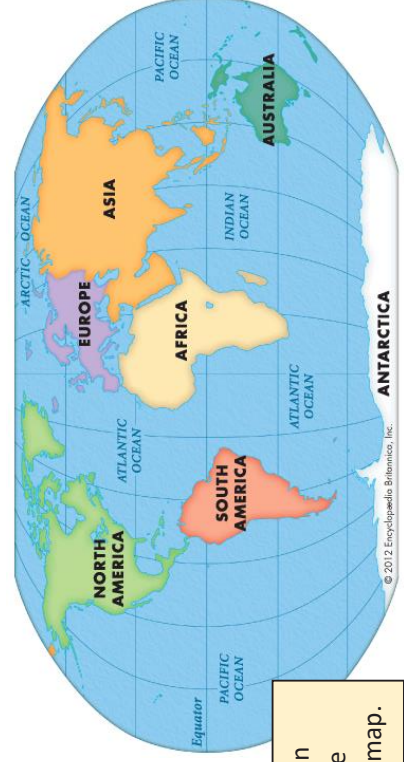 ARCTIC OCEAN
PACIFIC
OCEAN
ASIA
EUROPE
NORTH
AMERICA
ATLANTIC
OCEAN
AFRICA
INDIAN
OCEAN
AUSTRALIA
Equator
PACIFIC
OCEAN
SOUTH
AMERICA
ATLANTIC
OCEAN
ANTARCTICA
© 2012 Encyclopædia Britannica, Inc.
n
e
map.